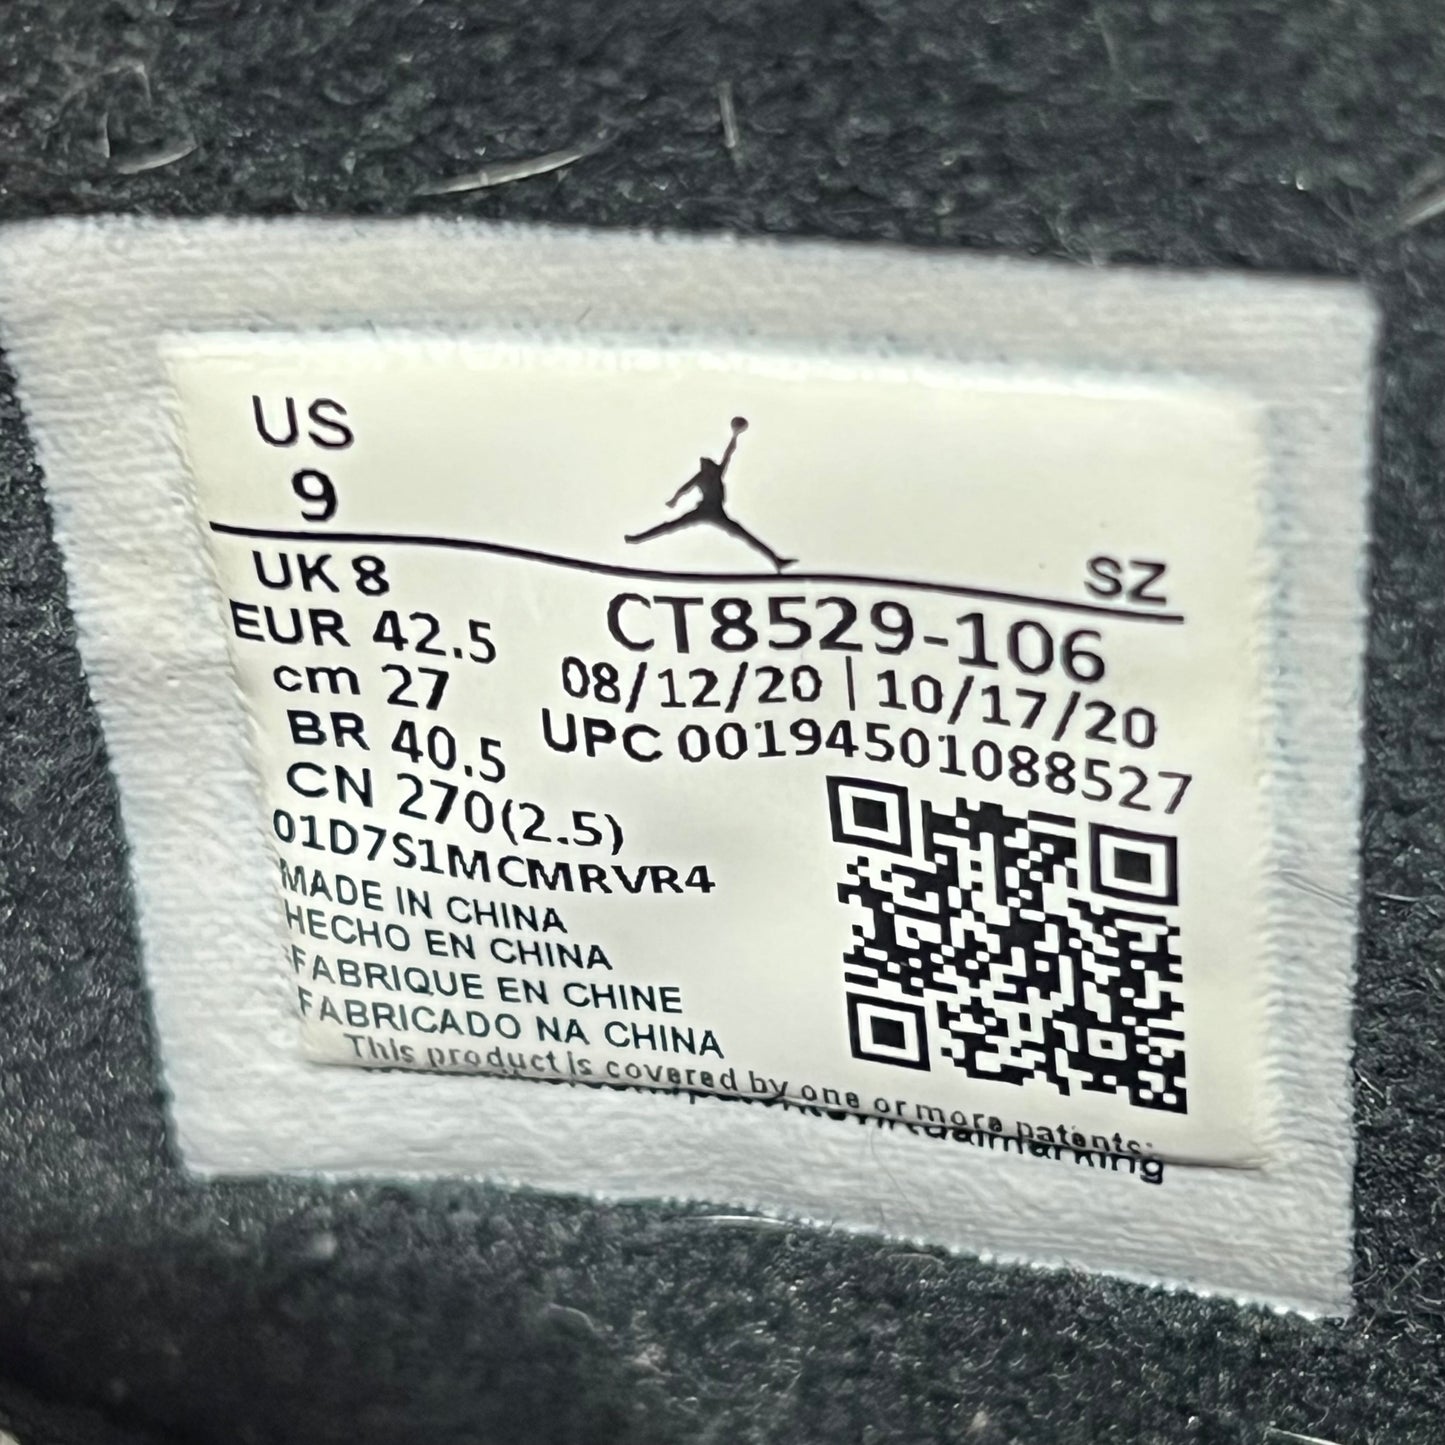 US
9
SZ
UK 8
EUR 42.5
cm 27
BR 40.5
CN 270(2.5)
CT8529-106
08/12/20 | 10/17/20
UPC 00194501088527
01D7S1MCMRVR4
MADE IN CHINA
HECHO EN CHINA
FABRIQUE EN CHINE
FABRICADO NA CHINA
This product is covered by one or more patents: